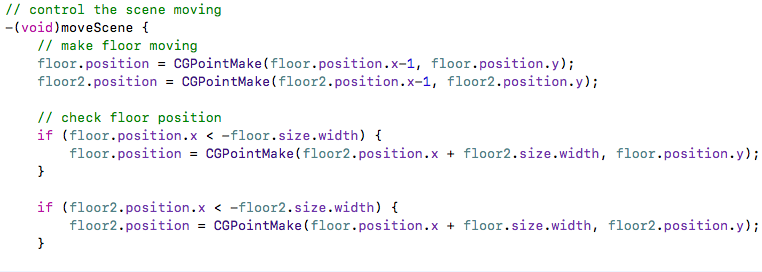 // control the scene moving
-(void)moveScene {
    // make floor moving
    floor.position = CGPointMake(floor.position.x-1, floor.position.y);
    floor2.position = CGPointMake(floor2.position.x-1, floor2.position.y);

    // check floor position
    if (floor.position.x < -floor.size.width) {
        floor.position = CGPointMake(floor2.position.x + floor2.size.width, floor.position.y);
    }

    if (floor2.position.x < -floor2.size.width) {
        floor2.position = CGPointMake(floor.position.x + floor.size.width, floor2.position.y);
    }